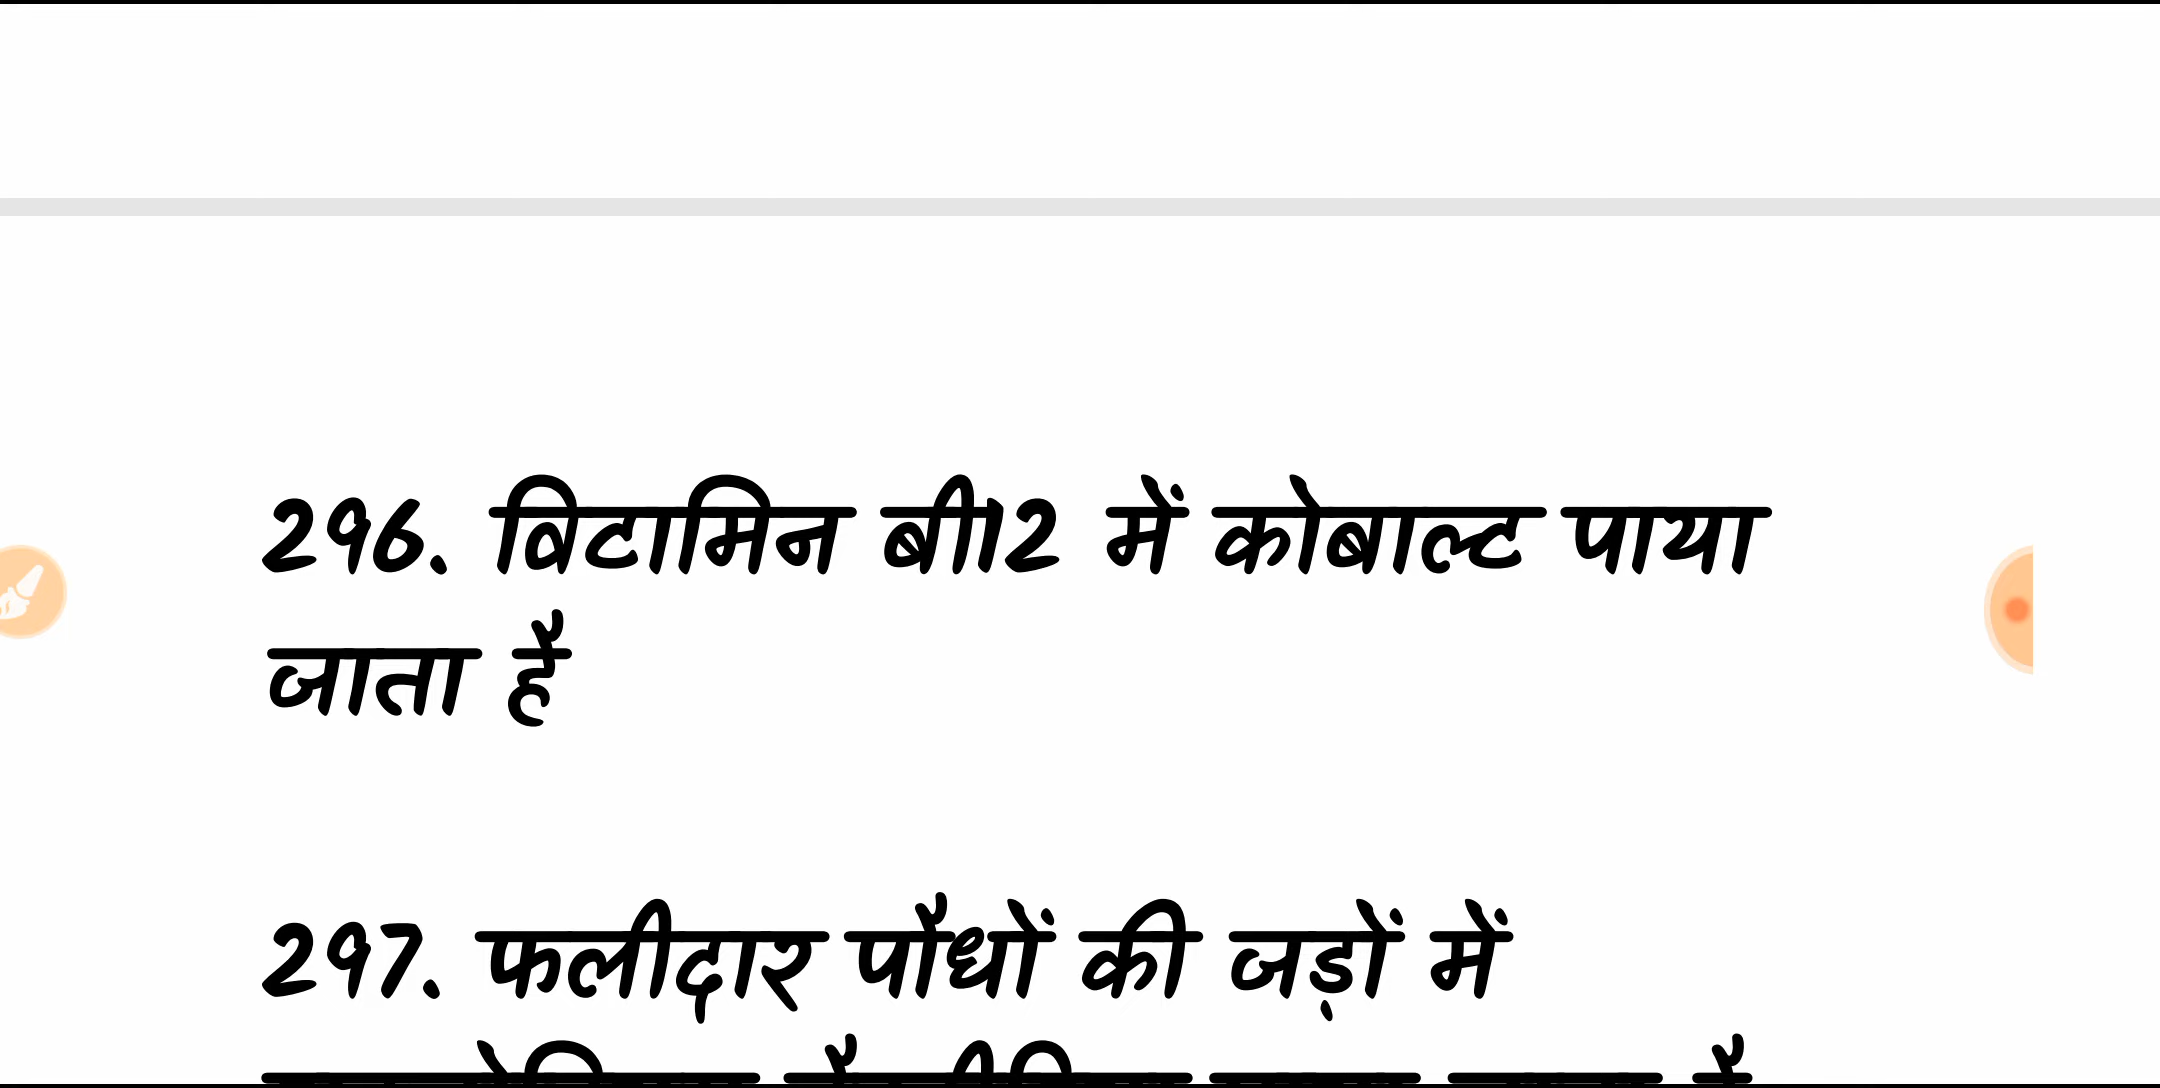 296. विटामिन बी12 में कोबाल्ट पाया
जाता है
297. फलीदार पौधों की जड़ों में